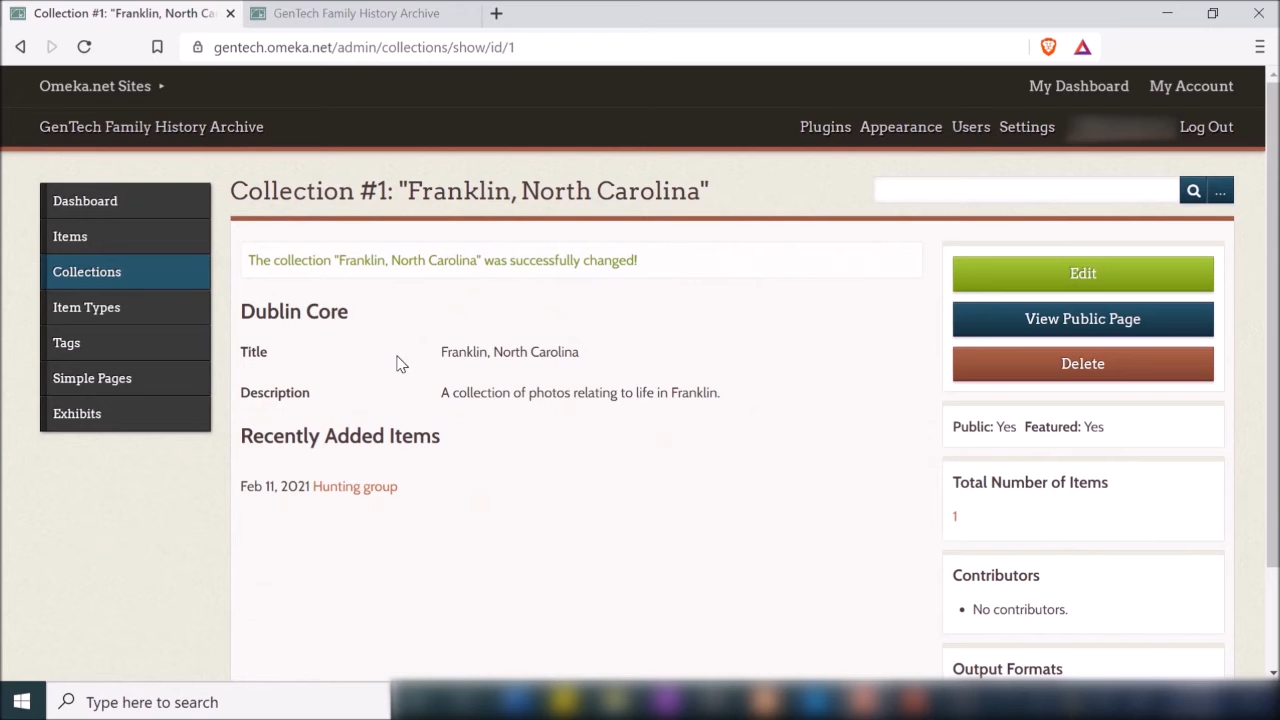 Collection #1: "Franklin, North Ca
GenTech Family History Archive
gentech.omeka.net/admin/collections/show/id/1
Omeka.net Sites
My Dashboard My Account
GenTech Family History Archive
Plugins Appearance Users Settings Log Out
Dashboard
Items
Collections
Item Types
Tags
Simple Pages
Exhibits
Collection #1: "Franklin, North Carolina"
...
The collection "Franklin, North Carolina" was successfully changed!
Dublin Core
Title Franklin, North Carolina
Description A collection of photos relating to life in Franklin.
Recently Added Items
Feb 11, 2021 Hunting group
Edit
View Public Page
Delete
Public: Yes Featured: Yes
Total Number of Items
1
Contributors
No contributors.
Output Formats
Type here to search